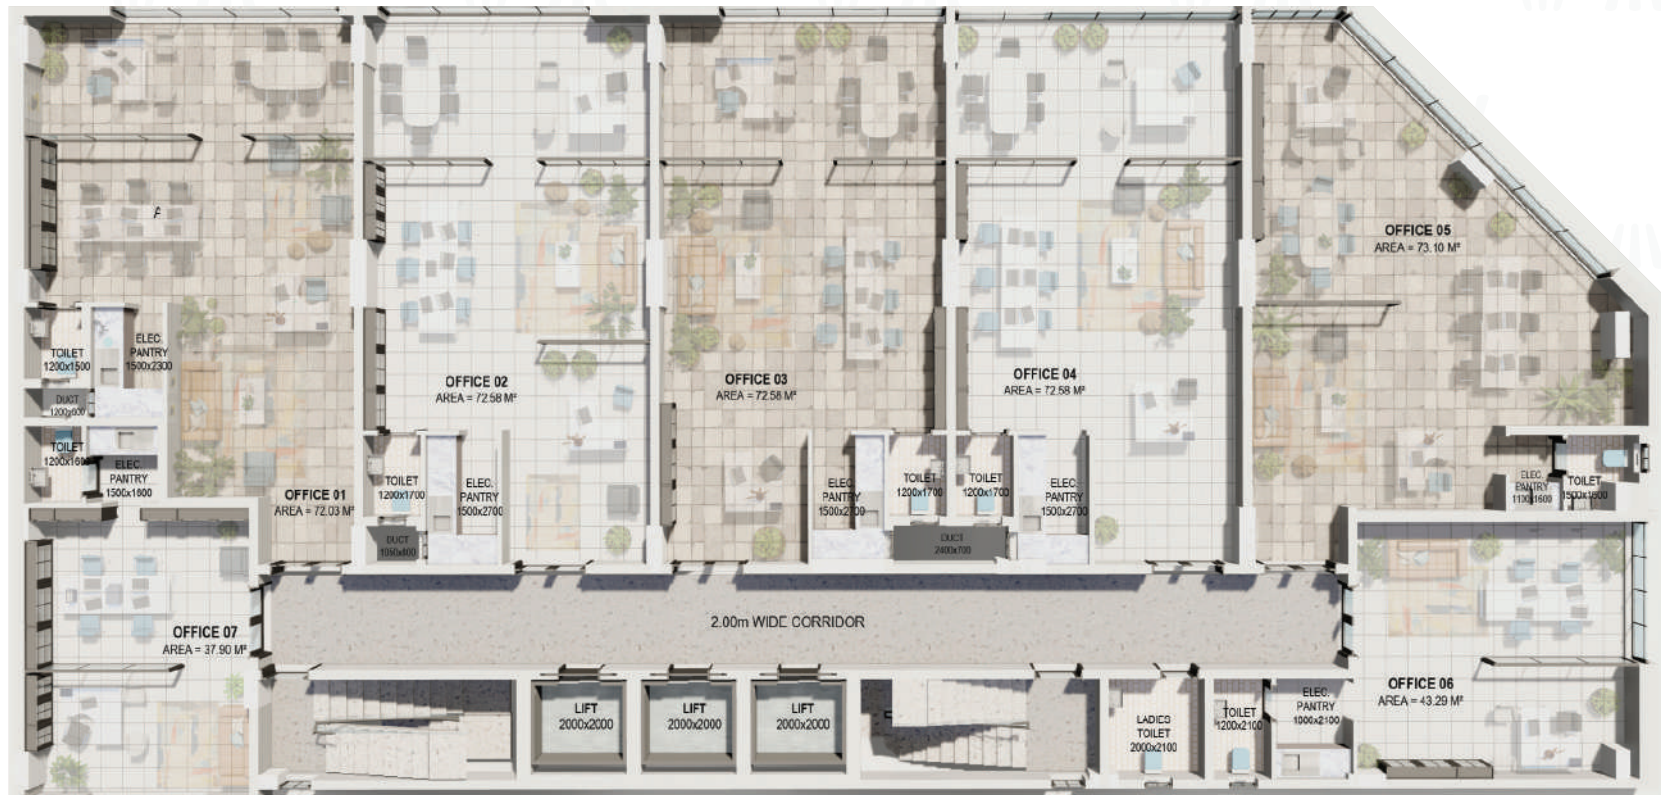 OFFICE 01
AREA = 72.03 M²
OFFICE 02
AREA = 72.58 M²
OFFICE 03
AREA = 72.58 M²
OFFICE 04
AREA = 72.58 M²
OFFICE 05
AREA = 73.10 M²
TOILET
1200x1500
ELEC.
PANTRY
1500x2300
DUCT
1200x600
TOILET
1200x1600
ELEC.
PANTRY
1500x1800
TOILET
1200x1700
ELEC.
PANTRY
1500x2700
DUCT
ELEC.
PANTRY
1500x2700
TOILET
1200x1700
TOILET
1200x1700
ELEC.
PANTRY
1500x2700
DUCT
2400x700
ELEC.
PANTRY
1100x1600
TOILET
1500x1600
OFFICE 07
AREA = 37.90 M²
2.00m WIDE CORRIDOR
LIFT
2000x2000
LIFT
2000x2000
LIFT
2000x2000
LADIES
TOILET
2000x2100
TOILET
1200x2100
ELEC.
PANTRY
1000x2100
OFFICE 06
AREA = 43.29 M²